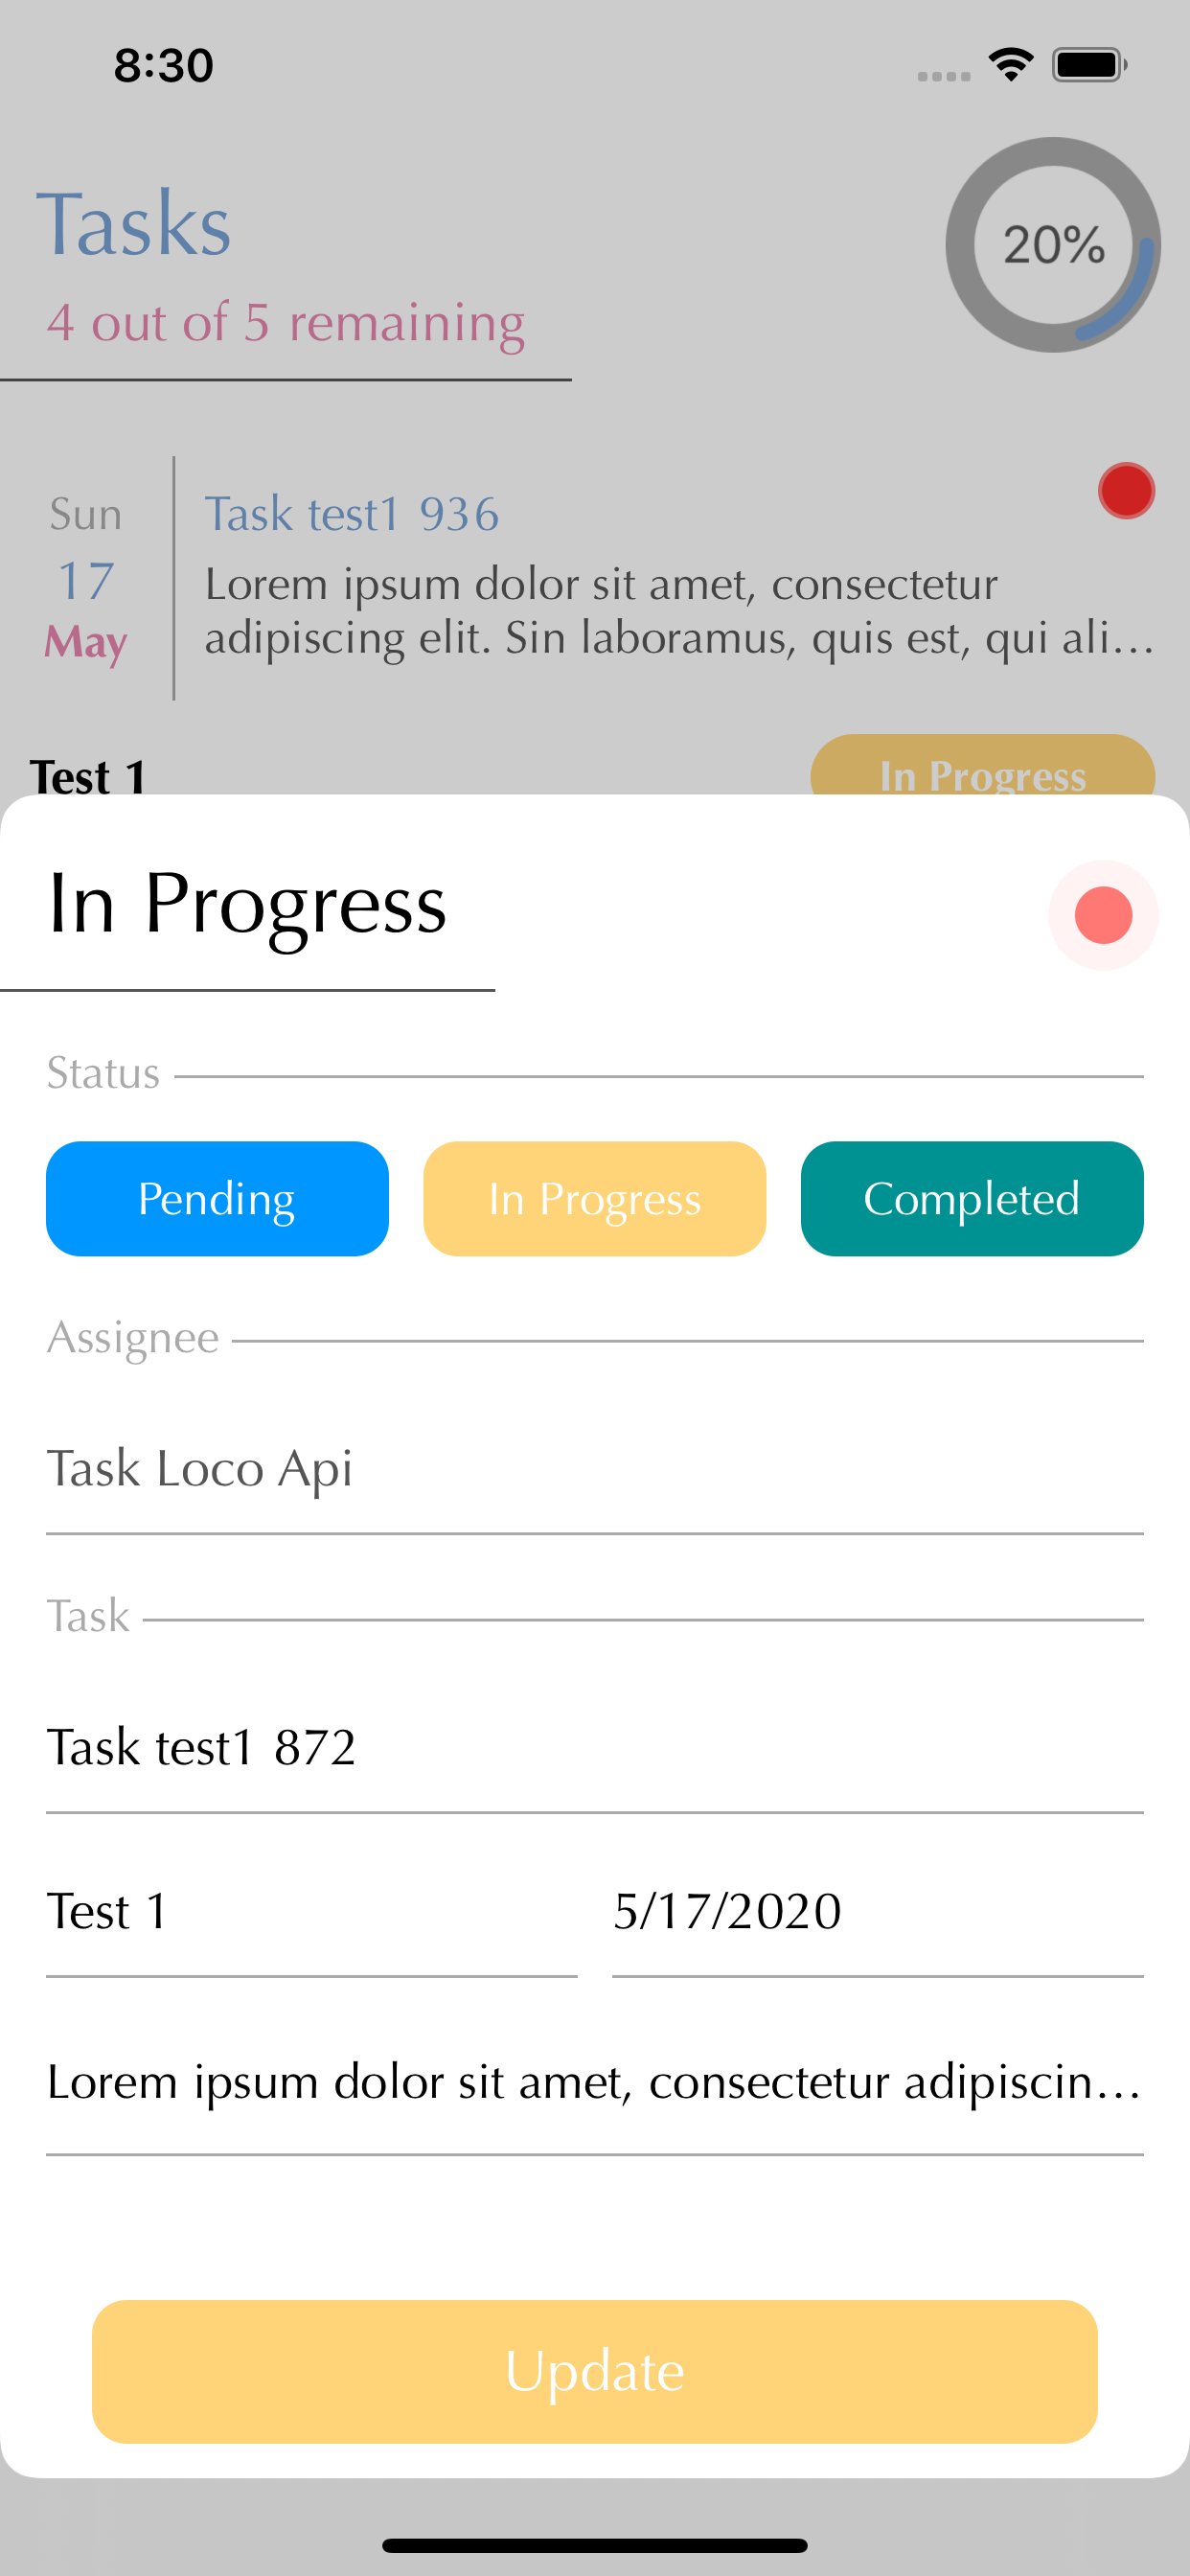 8:30
Tasks
20%
4 out of 5 remaining
Sun
17
May
Task test1 936
Lorem ipsum dolor sit amet, consectetur
adipiscing elit. Sin laboramus, quis est, qui ali...
Test 1
In Progress
In Progress
Status
Pending
In Progress
Completed
Assignee
Task Loco Api
Task
Task test1 872
Test 1
5/17/2020
Lorem ipsum dolor sit amet, consectetur adipiscin...
Update